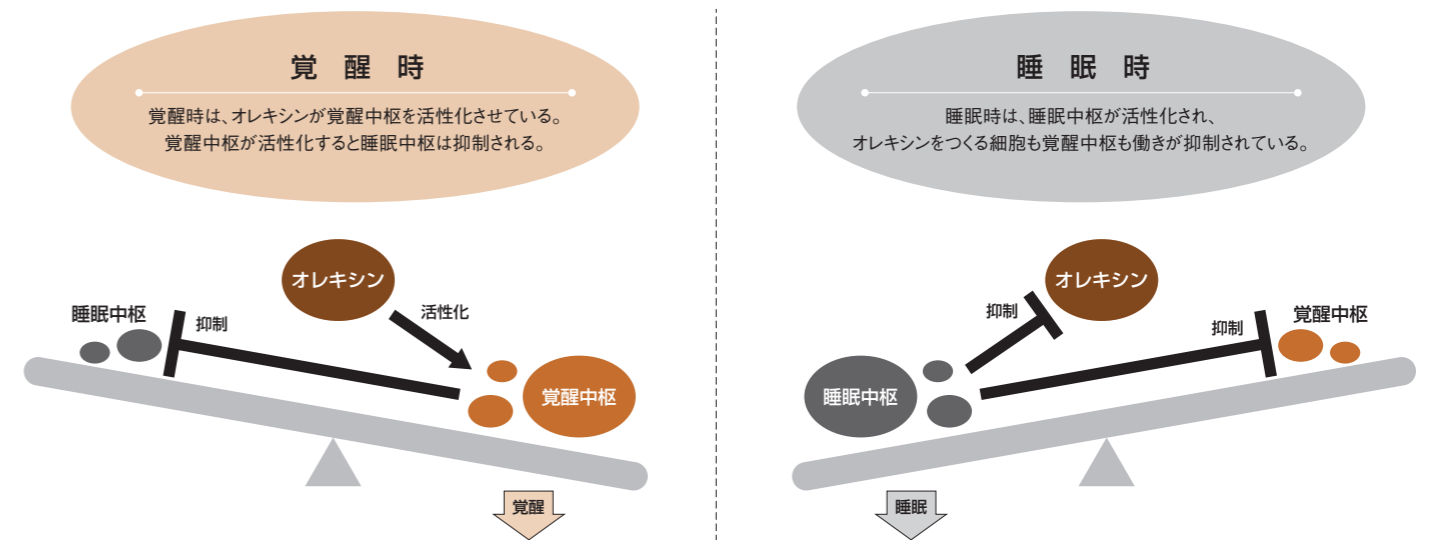 覚醒時
覚醒時は、オレキシンが覚醒中枢を活性化させている。
覚醒中枢が活性化すると睡眠中枢は抑制される。
オレキシン
睡眠中枢
抑制
活性化
覚醒中枢
覚醒
睡眠時
睡眠時は、睡眠中枢が活性化され、
オレキシンをつくる細胞も覚醒中枢も働きが抑制されている。
オレキシン
抑制
抑制
覚醒中枢
睡眠中枢
睡眠